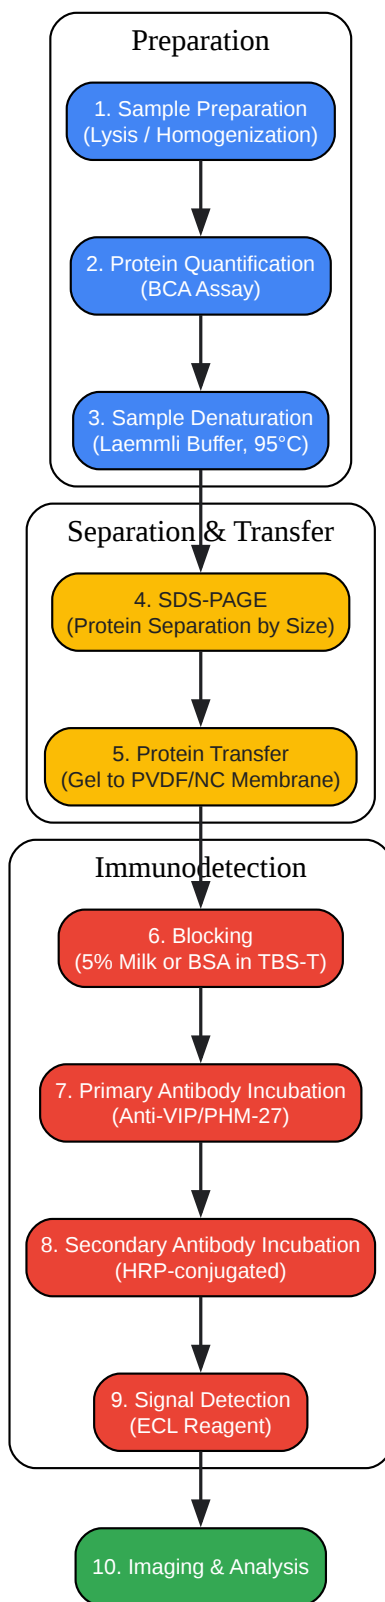 Preparation
1. Sample Preparation
(Lysis / Homogenization)
2. Protein Quantification
(BCA Assay)
3. Sample Denaturation
(Laemmli Buffer, 95°C)
Separation & Transfer
4. SDS-PAGE
(Protein Separation by Size)
5. Protein Transfer
(Gel to PVDF/NC Membrane)
Immunodetection
6. Blocking
(5% Milk or BSA in TBS-T)
7. Primary Antibody Incubation
(Anti-VIP/PHM-27)
8. Secondary Antibody Incubation
(HRP-conjugated)
9. Signal Detection
(ECL Reagent)
10. Imaging & Analysis